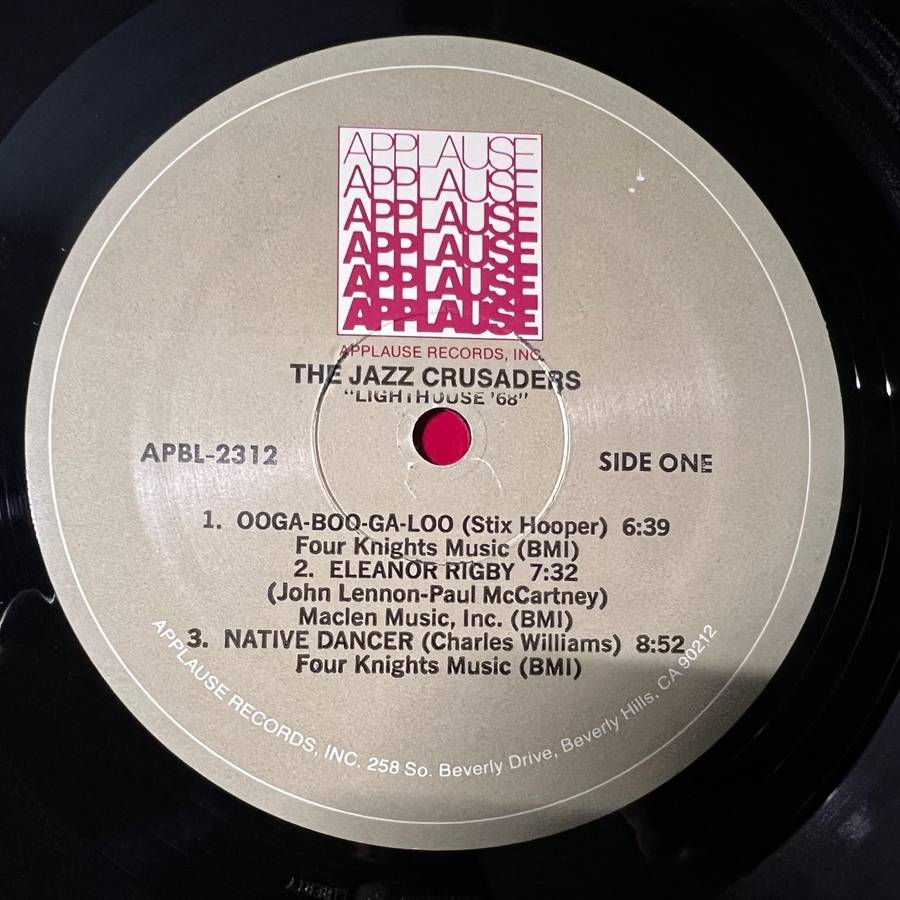 APPLAUSE
APPLAUSE
APPLAUSE
APPLAUSE
APPLAUSE
APPLAUSE
APPLAUSE RECORDS, INC.
THE JAZZ CRUSADERS
"LIGHTHOUSE '68"
APBL-2312
SIDE ONE
1. OOGA-BOO-GA-LOO (Stix Hooper) 6:39
Four Knights Music (BMI)
2. ELEANOR RIGBY 7:32
(John Lennon-Paul McCartney)
Maclen Music, Inc. (BMI)
3. NATIVE DANCER (Charles Williams) 8:52
Four Knights Music (BMI)
APPLAUSE RECORDS, INC. 258 So. Beverly Drive, Beverly Hills, CA 90212
LIBERTY